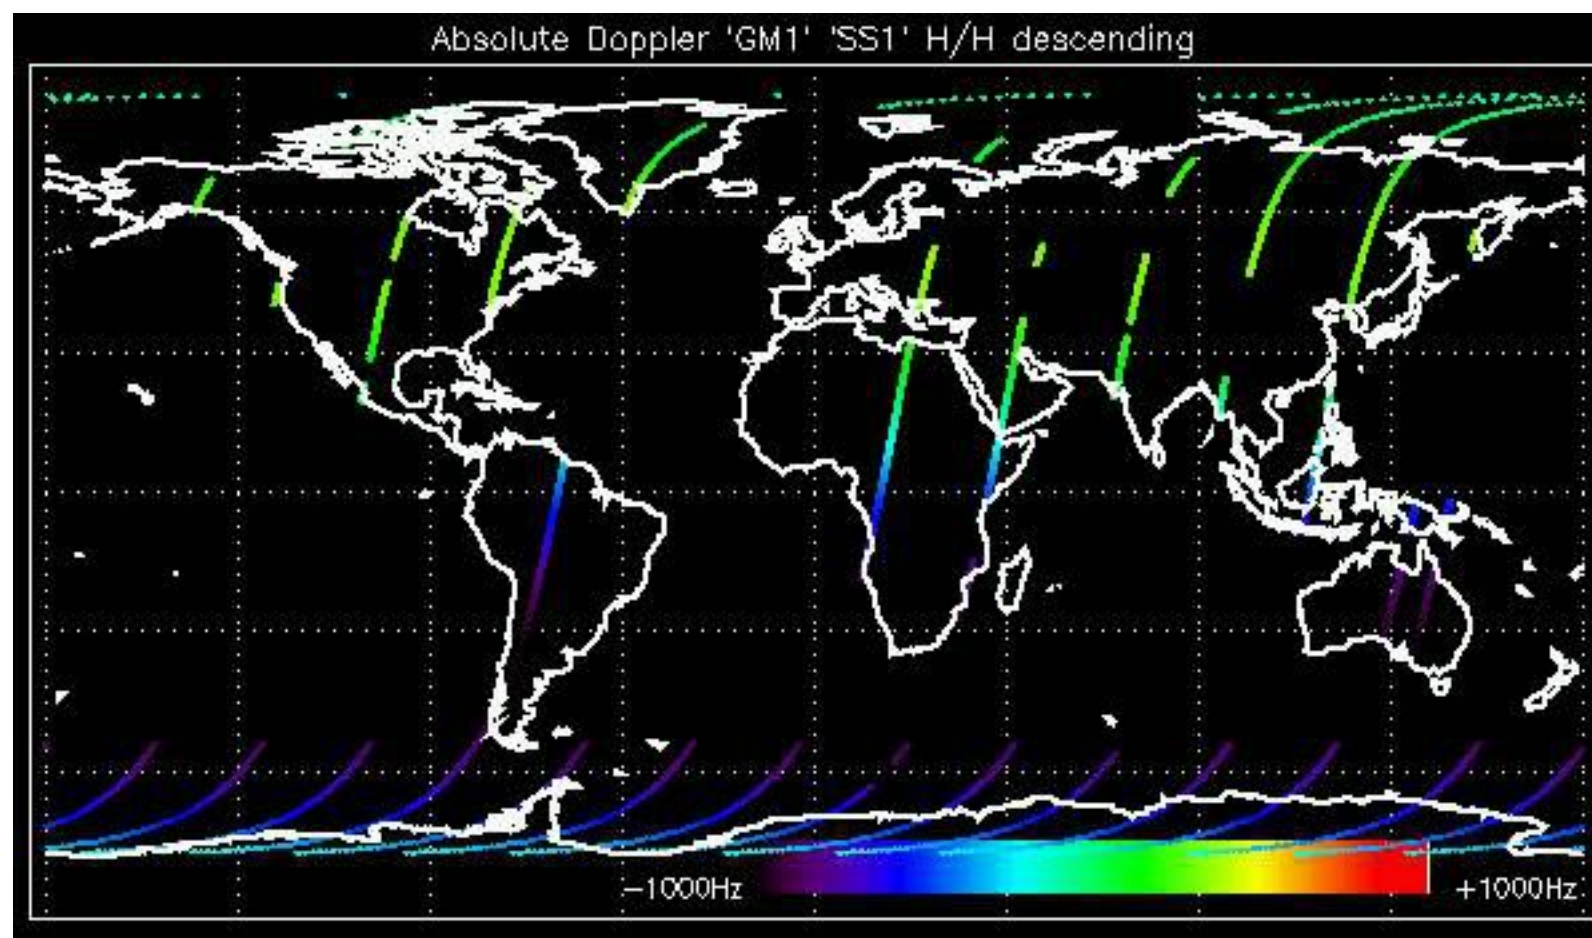 Absolute Doppler 'GM1' 'SS1' H/H descending
−1000Hz
+1000Hz